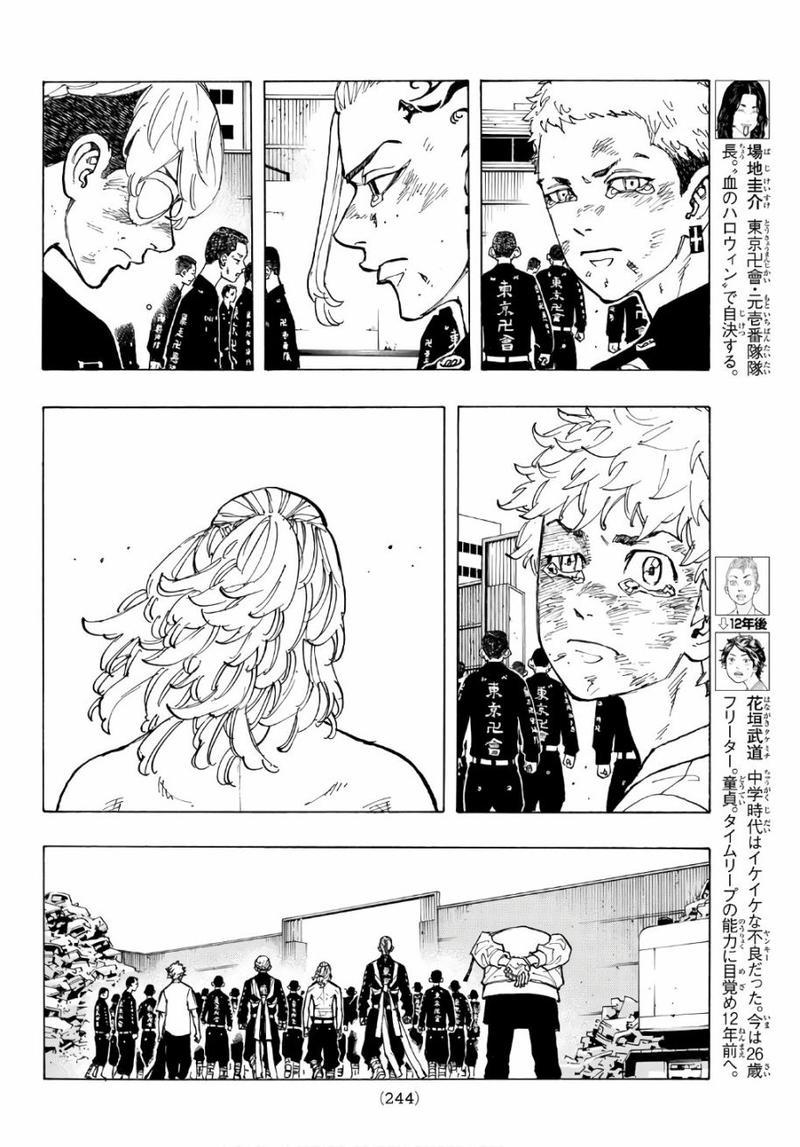 場地圭介 東京卍會・元壱番隊隊
長。〝血のハロウィン〟で自決する。
東京卍會
東京卍會
⇩12年後
花垣武道 中学時代はイケイケな不良だった。今は26歳
フリーター。童貞。タイムリープの能力に目覚め12年前へ。
東京卍會
東京卍會
(244)